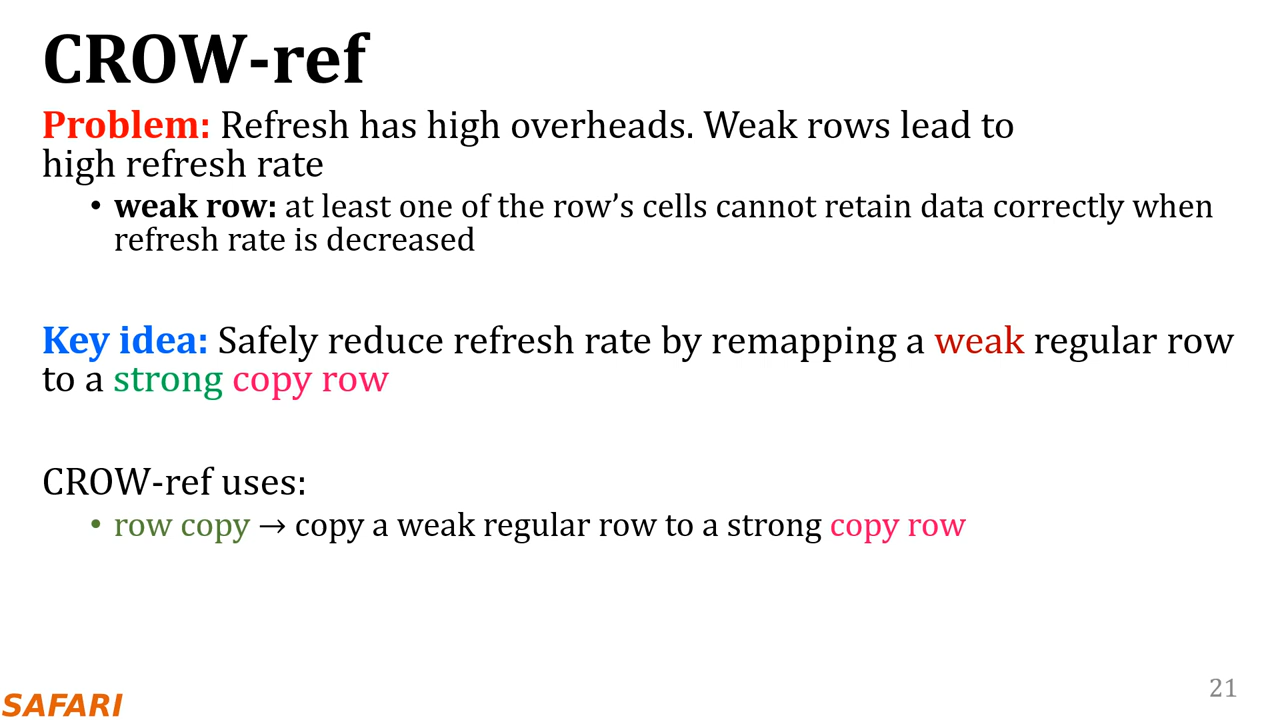 CROW-ref
Problem: Refresh has high overheads. Weak rows lead to
high refresh rate
• weak row: at least one of the row’s cells cannot retain data correctly when
refresh rate is decreased
Key idea: Safely reduce refresh rate by remapping a weak regular row
to a strong copy row
CROW-ref uses:
• row copy → copy a weak regular row to a strong copy row
SAFARI
21